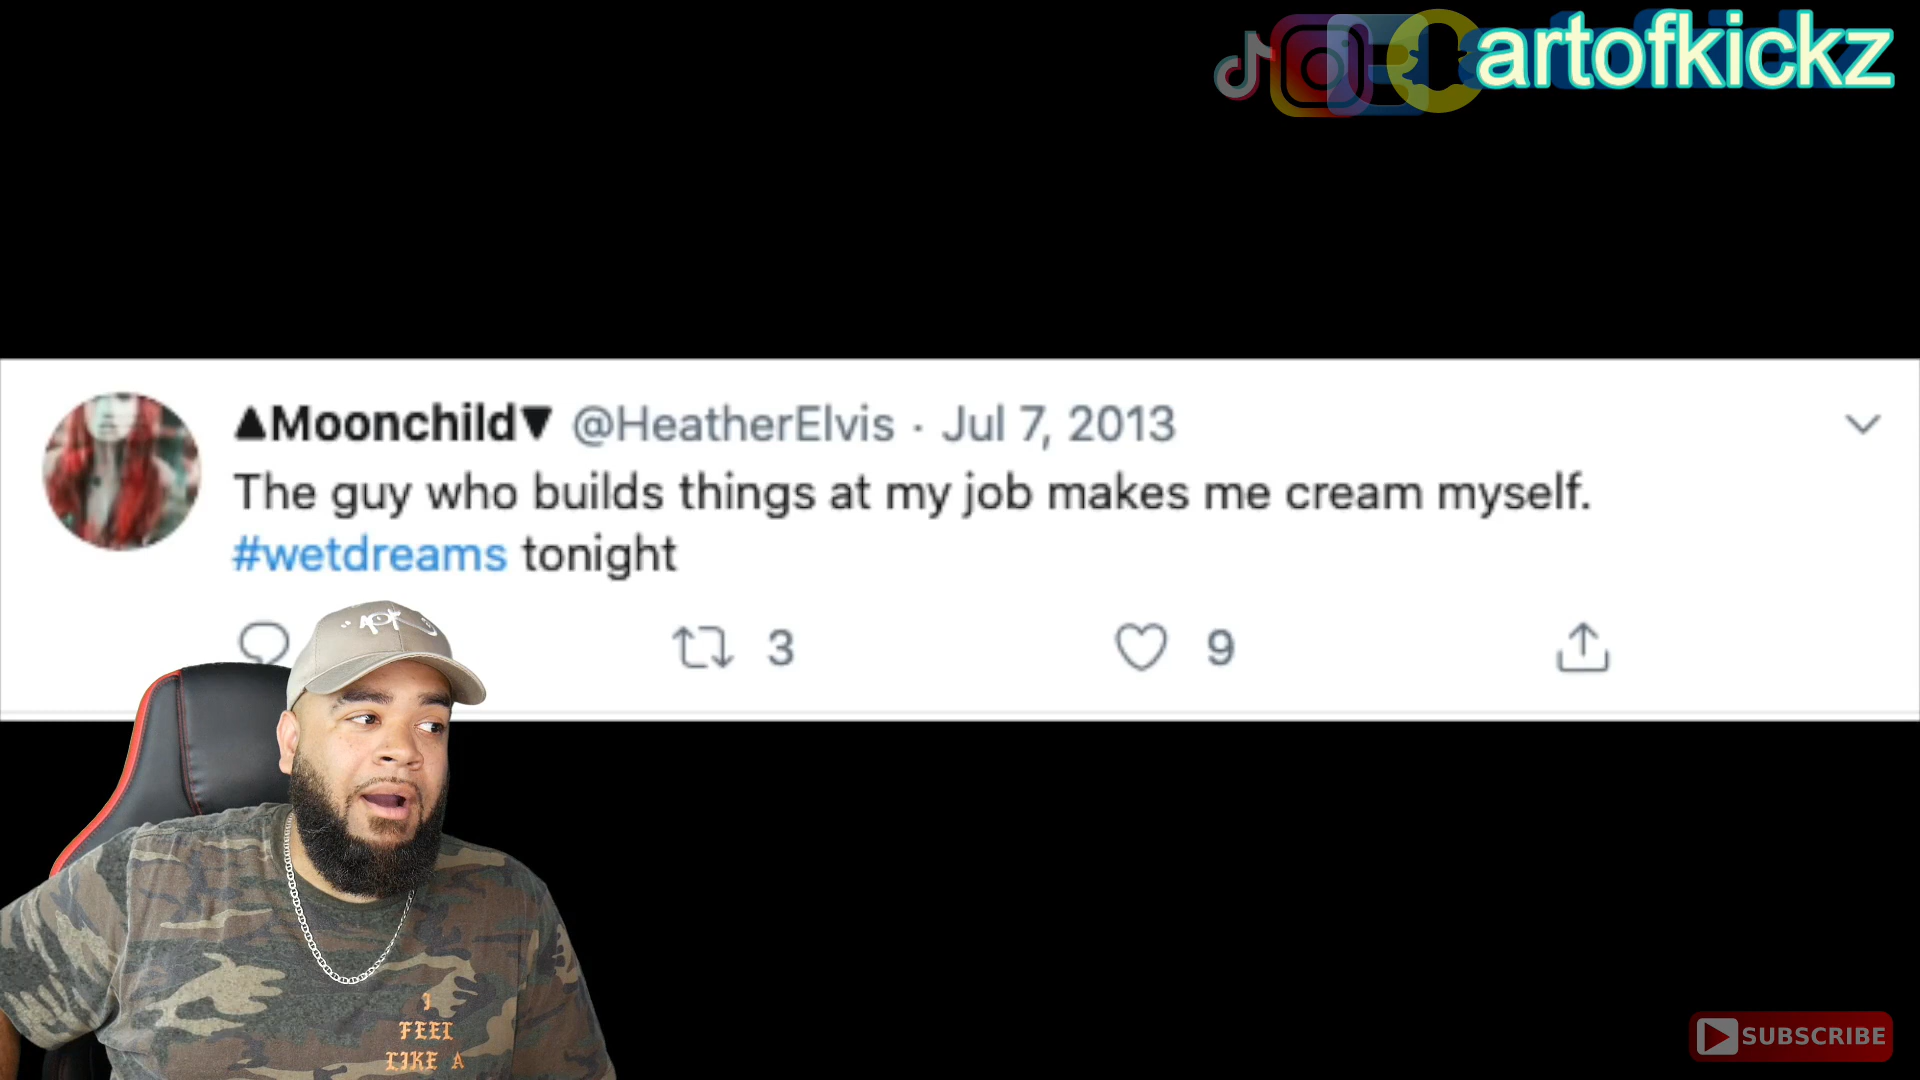 artofkickz
▲Moonchild▼ @HeatherElvis · Jul 7, 2013
The guy who builds things at my job makes me cream myself.
#wetdreams tonight
3
9
I
FEEL
LIKE A
SUBSCRIBE